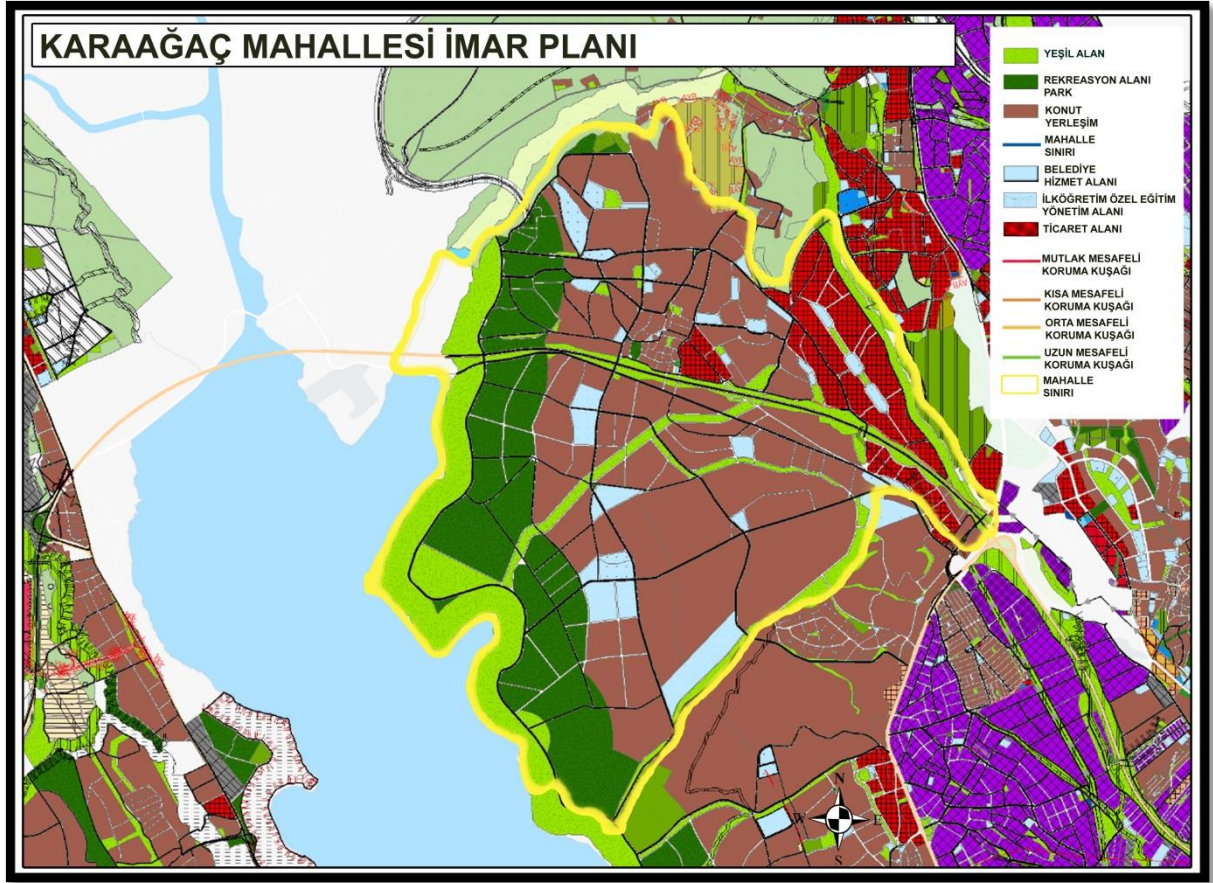 KARAAĞAÇ MAHALLESİ İMAR PLANI
YEŞİL ALAN
REKREASYON ALANI
PARK
KONUT
YERLEŞİM
MAHALLE
SINIRI
BELEDİYE
HİZMET ALANI
İLKÖĞRETİM ÖZEL EĞİTİM
YÖNETİM ALANI
TİCARET ALANI
MUTLAK MESAFELİ
KORUMA KUŞAĞI
KISA MESAFELİ
KORUMA KUŞAĞI
ORTA MESAFELİ
KORUMA KUŞAĞI
UZUN MESAFELİ
KORUMA KUŞAĞI
MAHALLE
SINIRI
AYB
N
W
E
S